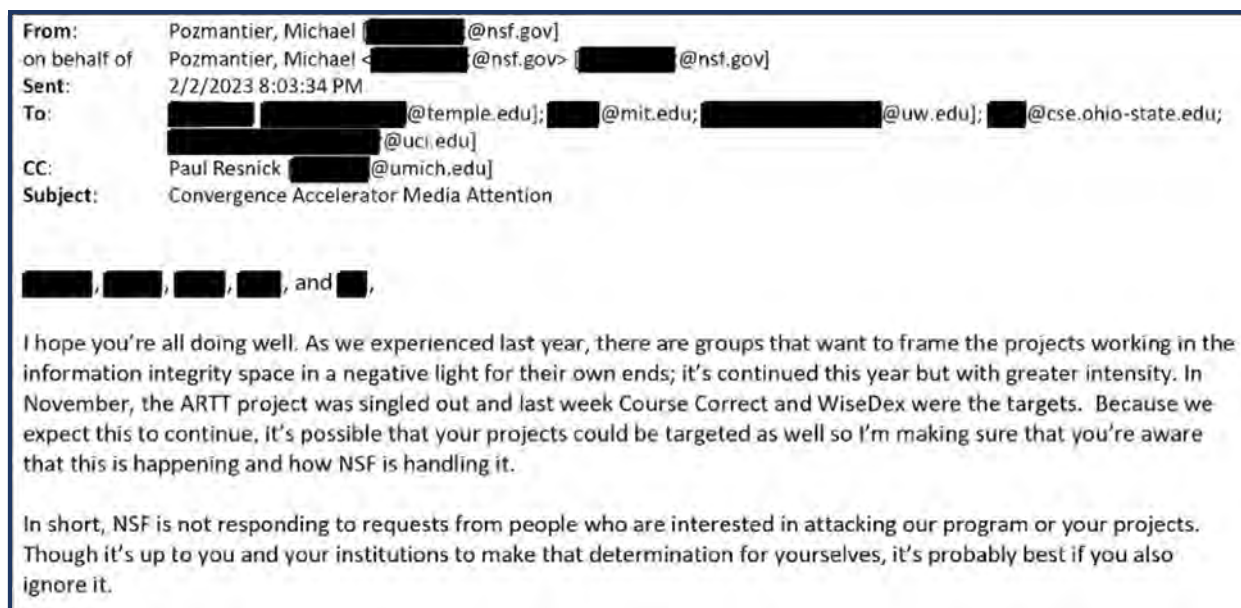 From: Pozmantier, Michael [@nsf.gov]
on behalf of Pozmantier, Michael <@nsf.gov> [@nsf.gov]
Sent: 2/2/2023 8:03:34 PM
To: @temple.edu]; @mit.edu; @uw.edu]; @cse.ohio-state.edu;
@uci.edu]
CC: Paul Resnick [@umich.edu]
Subject: Convergence Accelerator Media Attention
, , , , and ,
I hope you're all doing well. As we experienced last year, there are groups that want to frame the projects working in the
information integrity space in a negative light for their own ends; it's continued this year but with greater intensity. In
November, the ARTT project was singled out and last week Course Correct and WiseDex were the targets. Because we
expect this to continue, it's possible that your projects could be targeted as well so I'm making sure that you're aware
that this is happening and how NSF is handling it.
In short, NSF is not responding to requests from people who are interested in attacking our program or your projects.
Though it's up to you and your institutions to make that determination for yourselves, it's probably best if you also
ignore it.